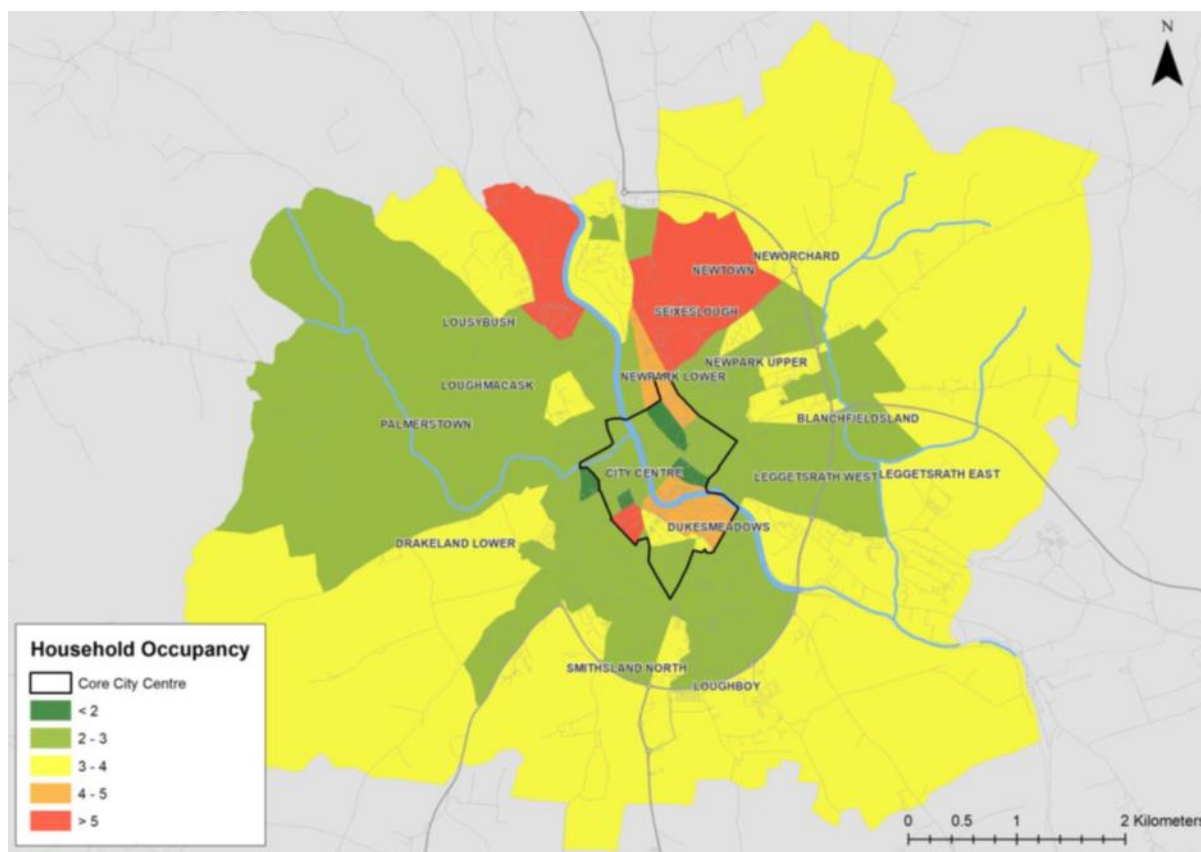 N
NEWTOWN
NEWORCHARD
SEIXESLOUGH
LOUSYBUSH
NEWPARK UPPER
NEWPARK LOWER
LOUGHMACASK
BLANCHFIELDSLAND
PALMERSTOWN
CITY CENTRE
LEGGETSRATH WEST
LEGGETSRATH EAST
DUKESMEADOWS
DRAKELAND LOWER
SMITHSLAND NORTH
LOUGHBOY
Household Occupancy
Core City Centre
< 2
2 - 3
3 - 4
4 - 5
> 5
0 0.5 1 2 Kilometers